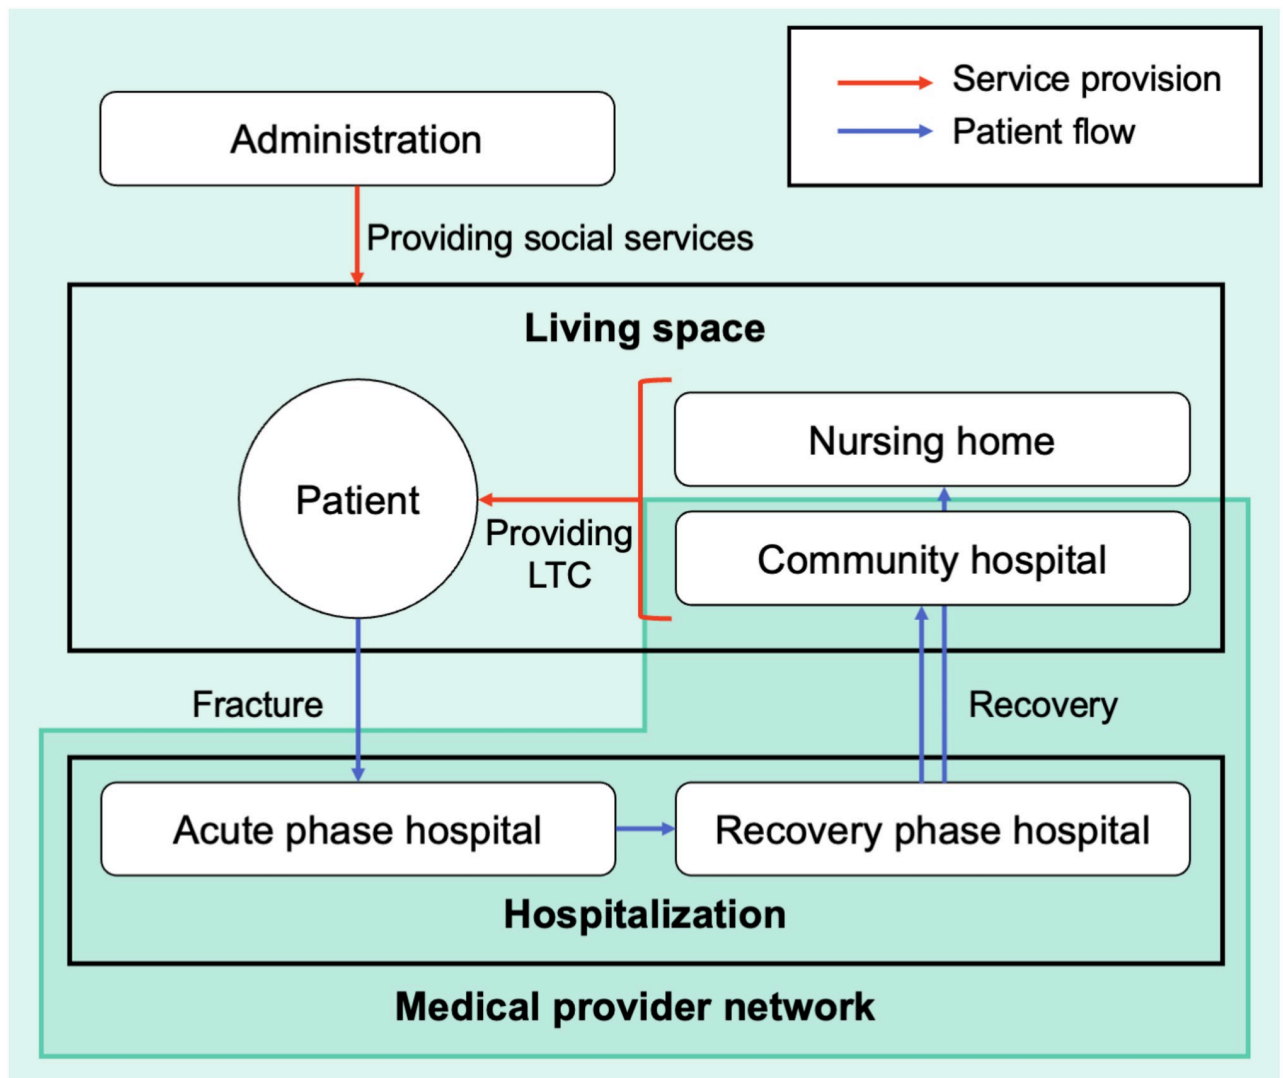 Service provision
Patient flow
Administration
Providing social services
Living space
Nursing home
Patient
Providing
LTC
Community hospital
Fracture
Recovery
Acute phase hospital
Recovery phase hospital
Hospitalization
Medical provider network